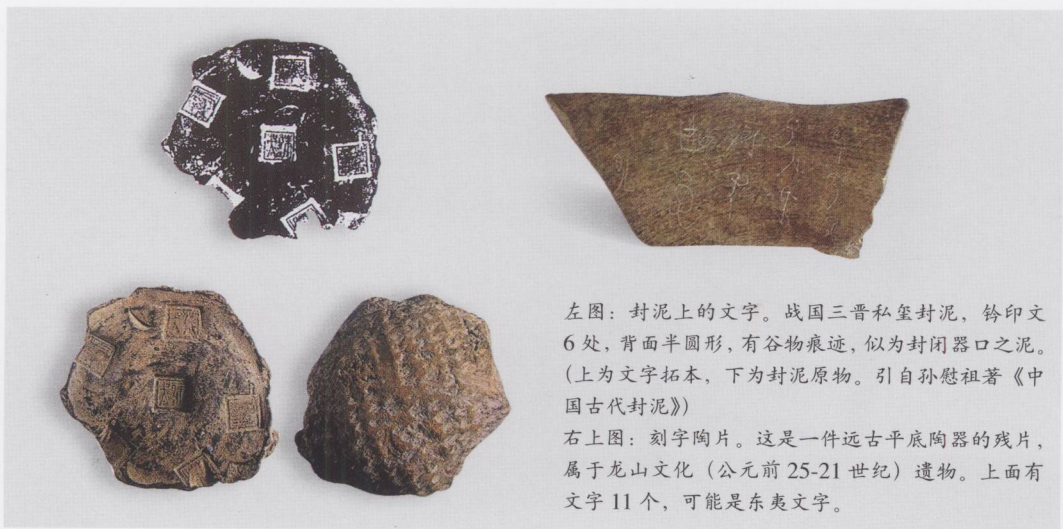 左图：封泥上的文字。战国三晋私玺封泥，钤印文
6处，背面半圆形，有谷物痕迹，似为封闭器口之泥。
(上为文字拓本，下为封泥原物。引自孙慰祖著《中
国古代封泥》)
右上图：刻字陶片。这是一件远古平底陶器的残片，
属于龙山文化（公元前25-21世纪）遗物。上面有
文字11个，可能是东夷文字。